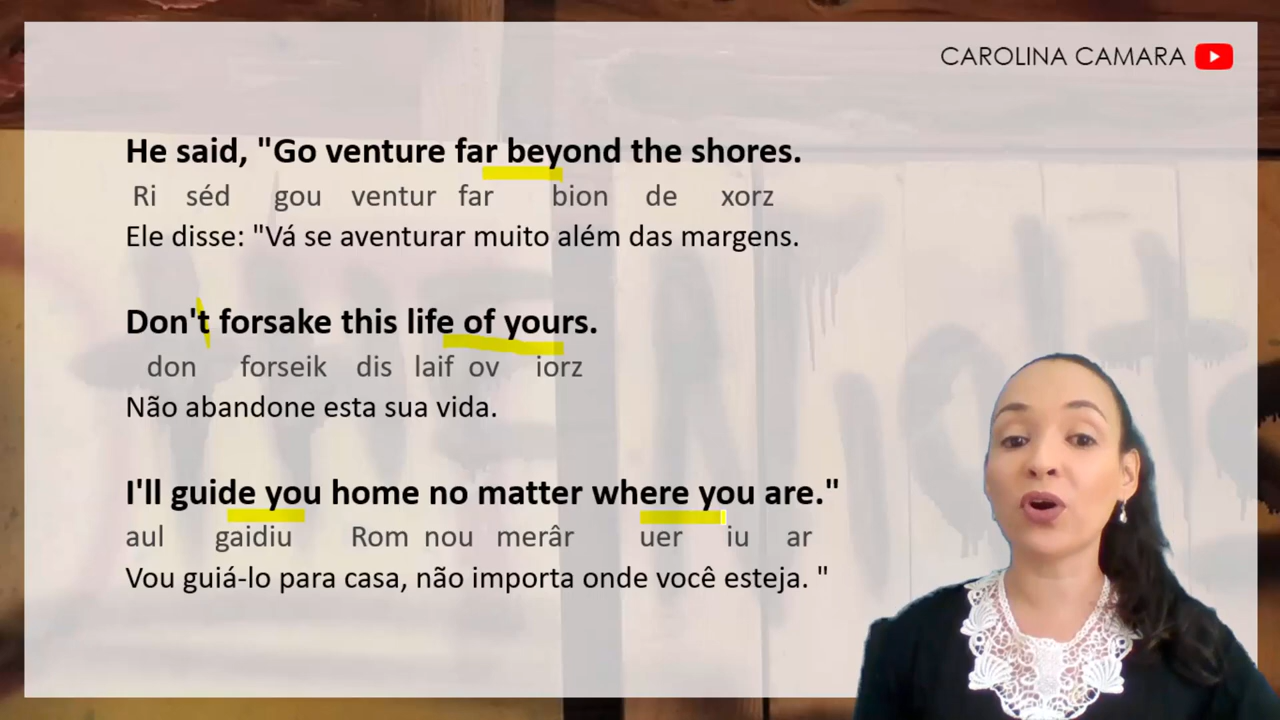 CAROLINA CAMARA
He said, "Go venture far beyond the shores.
Ri séd gou ventur far bion de xorz
Ele disse: "Vá se aventurar muito além das margens.
Don't forsake this life of yours.
don forseik dis laif ov iorz
Não abandone esta sua vida.
I'll guide you home no matter where you are."
aul gaidiu Rom nou merâr uer iu ar
Vou guiá-lo para casa, não importa onde você esteja. "